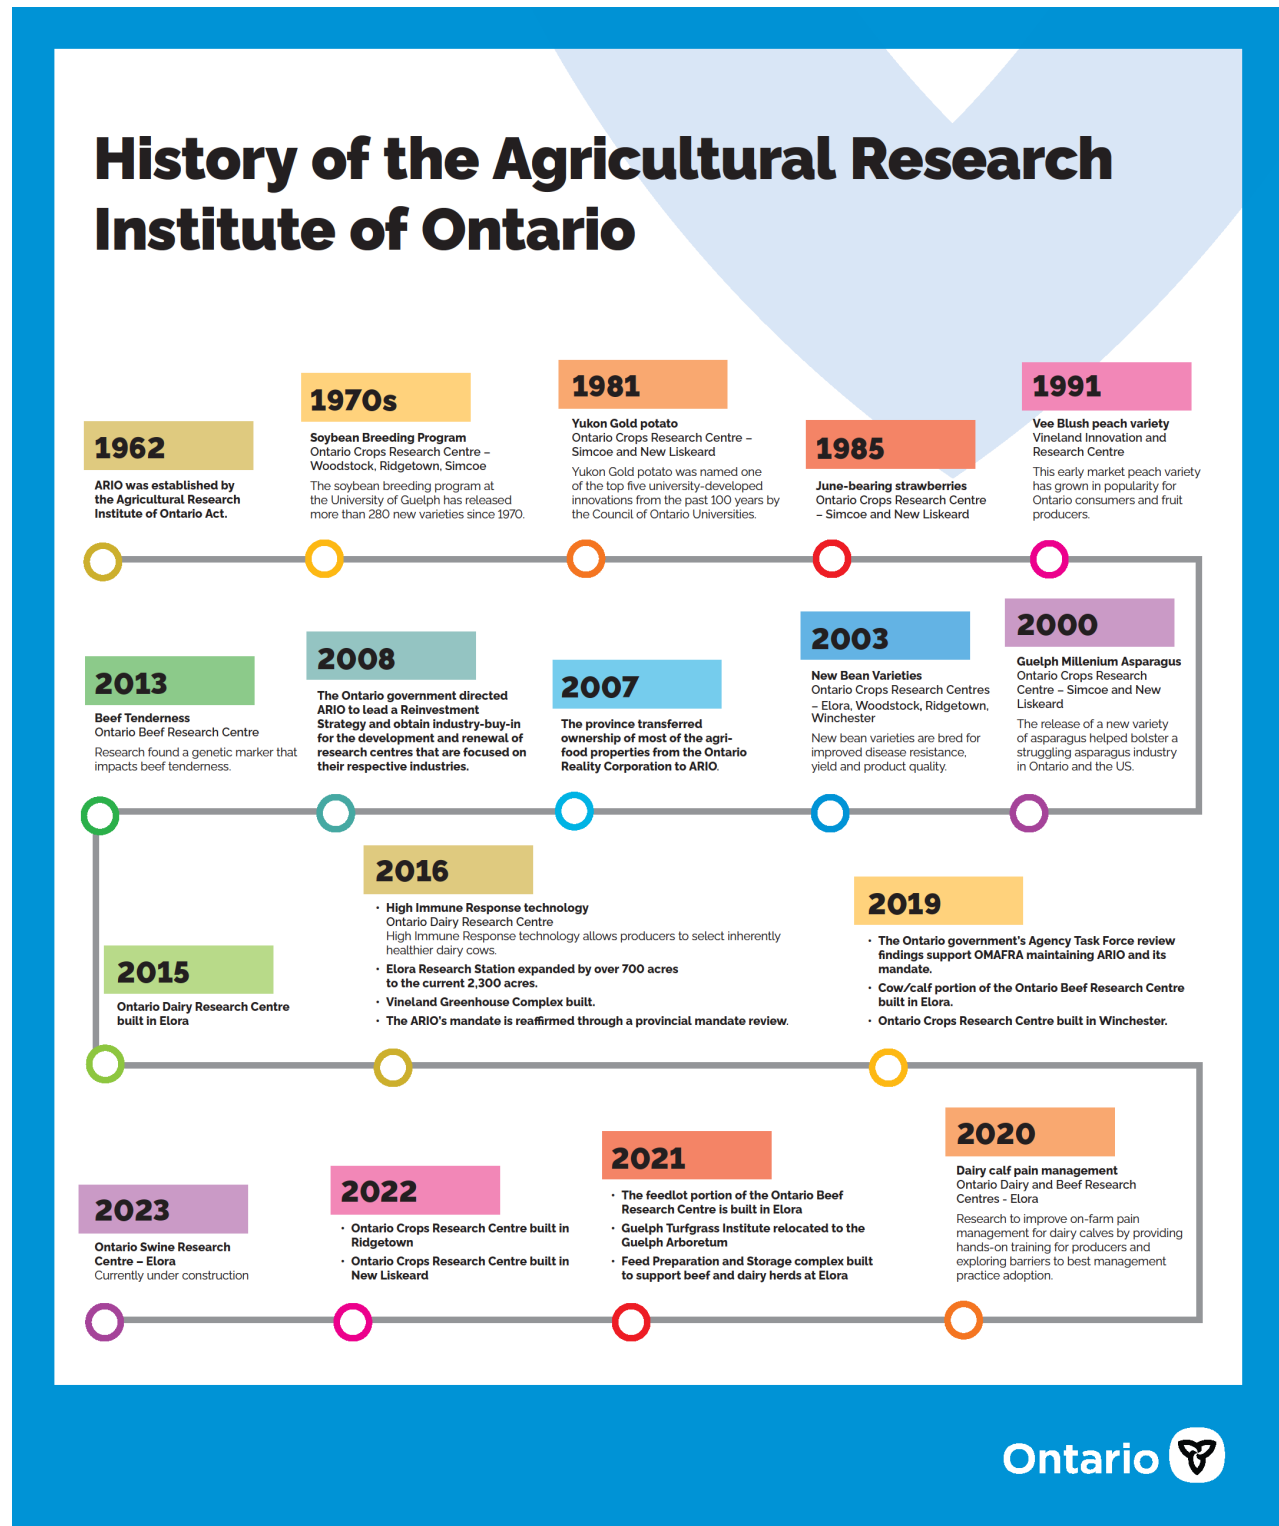 History of the Agricultural Research
Institute of Ontario
1962
ARIO was established by
the Agricultural Research
Institute of Ontario Act.
1970s
Soybean Breeding Program
Ontario Crops Research Centre –
Woodstock, Ridgetown, Simcoe
The soybean breeding program at
the University of Guelph has released
more than 280 new varieties since 1970.
1981
Yukon Gold potato
Ontario Crops Research Centre –
Simcoe and New Liskeard
Yukon Gold potato was named one
of the top five university-developed
innovations from the past 100 years by
the Council of Ontario Universities.
1985
June-bearing strawberries
Ontario Crops Research Centre
– Simcoe and New Liskeard
1991
Vee Blush peach variety
Vineland Innovation and
Research Centre
This early market peach variety
has grown in popularity for
Ontario consumers and fruit
producers.
2000
Guelph Millenium Asparagus
Ontario Crops Research
Centre – Simcoe and New
Liskeard
The release of a new variety
of asparagus helped bolster a
struggling asparagus industry
in Ontario and the US.
2003
New Bean Varieties
Ontario Crops Research Centres
– Elora, Woodstock, Ridgetown,
Winchester
New bean varieties are bred for
improved disease resistance,
yield and product quality.
2007
The province transferred
ownership of most of the agri-
food properties from the Ontario
Reality Corporation to ARIO.
2008
The Ontario government directed
ARIO to lead a Reinvestment
Strategy and obtain industry-buy-in
for the development and renewal of
research centres that are focused on
their respective industries.
2013
Beef Tenderness
Ontario Beef Research Centre
Research found a genetic marker that
impacts beef tenderness.
2015
Ontario Dairy Research Centre
built in Elora
2016
• High Immune Response technology
Ontario Dairy Research Centre
High Immune Response technology allows producers to select inherently
healthier dairy cows.
• Elora Research Station expanded by over 700 acres
to the current 2,300 acres.
• Vineland Greenhouse Complex built.
• The ARIO's mandate is reaffirmed through a provincial mandate review.
2019
• The Ontario government's Agency Task Force review
findings support OMAFRA maintaining ARIO and its
mandate.
• Cow/calf portion of the Ontario Beef Research Centre
built in Elora.
• Ontario Crops Research Centre built in Winchester.
2020
Dairy calf pain management
Ontario Dairy and Beef Research
Centres - Elora
Research to improve on-farm pain
management for dairy calves by providing
hands-on training for producers and
exploring barriers to best management
practice adoption.
2021
• The feedlot portion of the Ontario Beef
Research Centre is built in Elora
• Guelph Turfgrass Institute relocated to the
Guelph Arboretum
• Feed Preparation and Storage complex built
to support beef and dairy herds at Elora
2022
• Ontario Crops Research Centre built in
Ridgetown
• Ontario Crops Research Centre built in
New Liskeard
2023
Ontario Swine Research
Centre – Elora
Currently under construction
Ontario